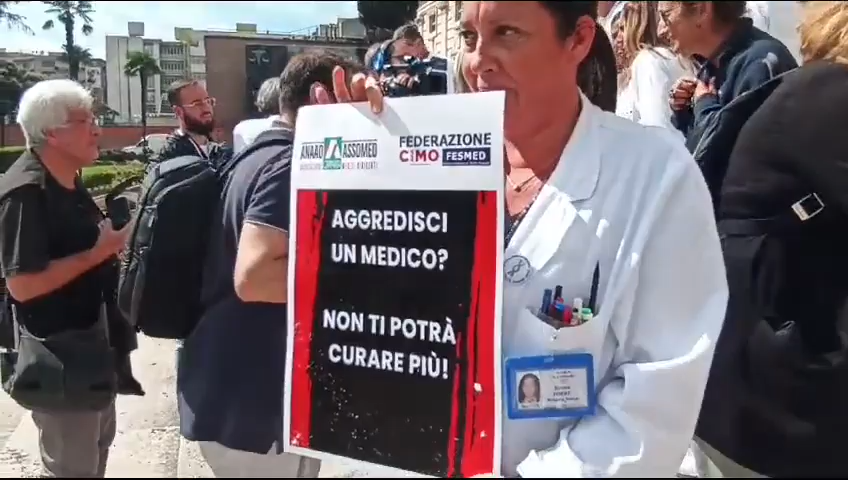 ANAAO ASSOMED
FEDERAZIONE
CIMO FESMED
AGGREDISCI
UN MEDICO?
NON TI POTRÀ
CURARE PIÙ!